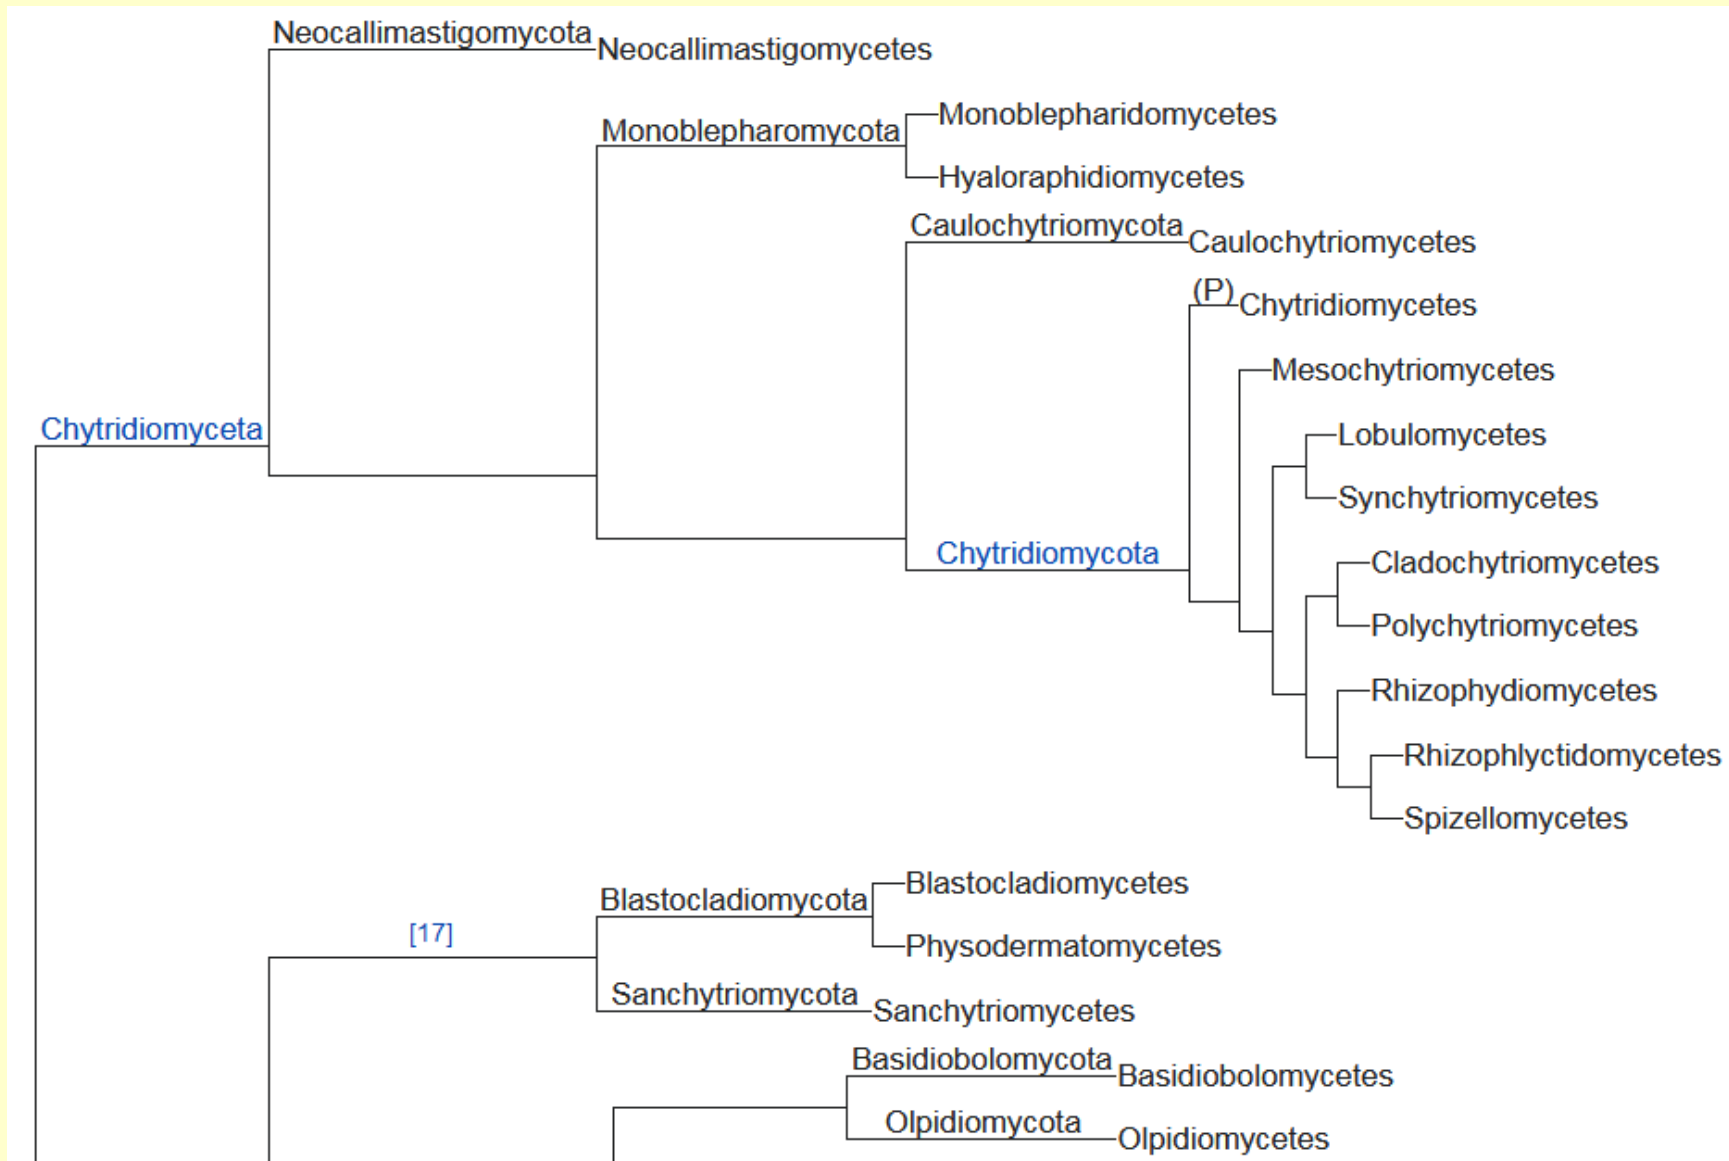 Neocallimastigomycota
Neocallimastigomycetes
Monoblepharomycota
Monoblepharidomycetes
Hyaloraphidiomycetes
Caulochytriomycota
Caulochytriomycetes
(P)
Chytridiomycetes
Mesochytriomycetes
Chytridiomyceta
Lobulomycetes
Synchytriomycetes
Chytridiomycota
Cladochytriomycetes
Polychytriomycetes
Rhizophydiomycetes
Rhizophlyctidomycetes
Spizellomycetes
Blastocladiomycota
Blastocladiomycetes
[17]
Physodermatomycetes
Sanchytriomycota
Sanchytriomycetes
Basidiobolomycota
Basidiobolomycetes
Olpidiomycota
Olpidiomycetes